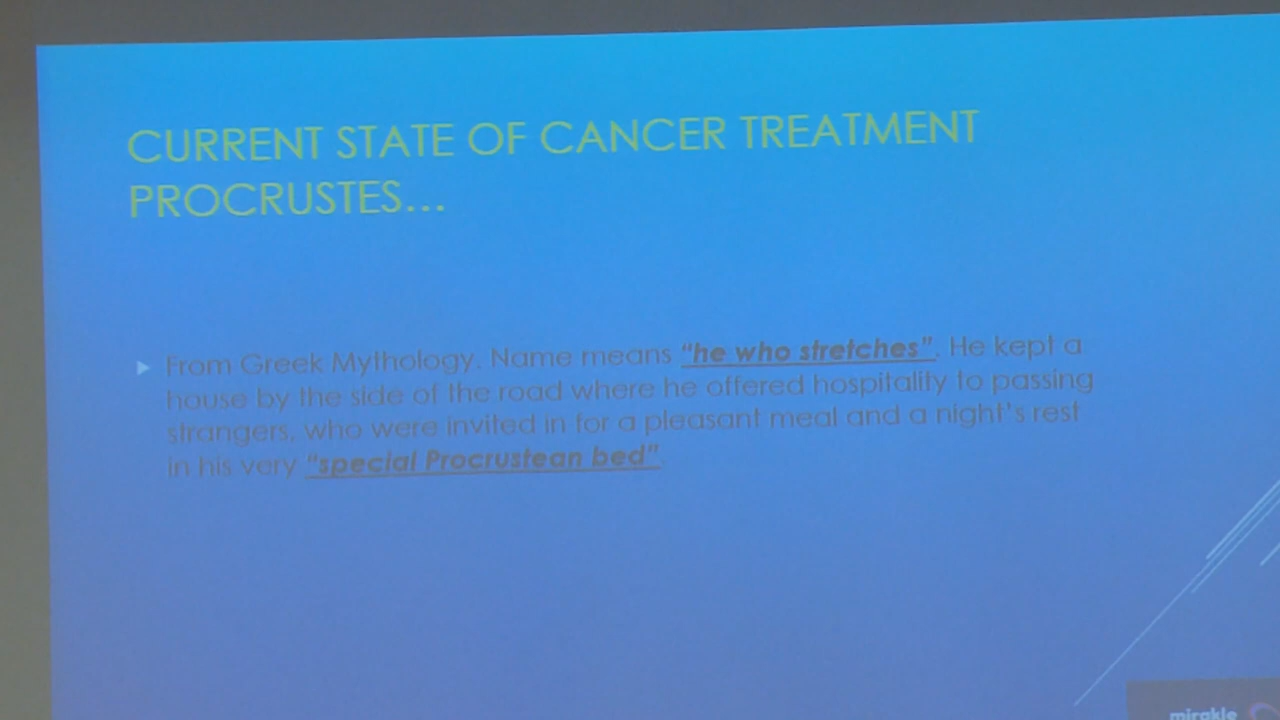 CURRENT STATE OF CANCER TREATMENT
PROCRUSTES...
From Greek Mythology. Name means "he who stretches". He kept a
house by the side of the road where he offered hospitality to passing
strangers, who were invited in for a pleasant meal and a night's rest
in his very "special Procrustean bed".
mirakle